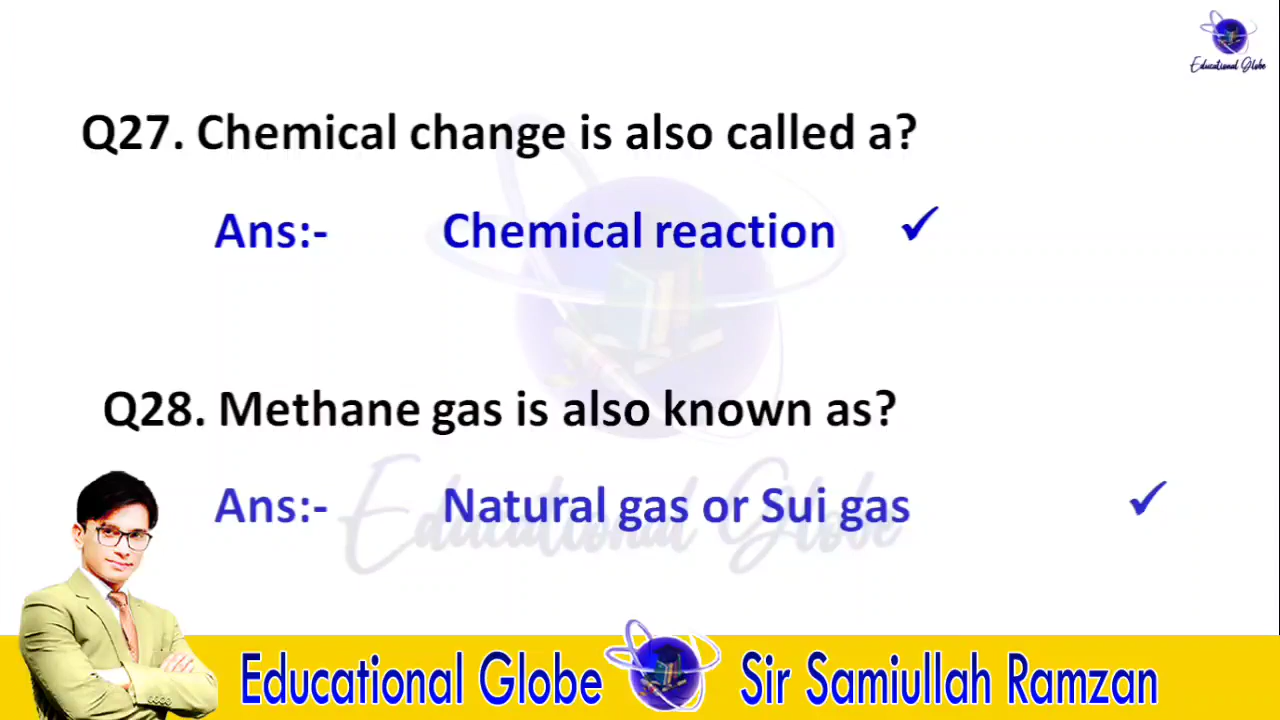 Educational Globe
Q27. Chemical change is also called a?
Ans:- Chemical reaction ✓
Q28. Methane gas is also known as?
Ans:- Natural gas or Sui gas ✓
Educational Globe
Educational Globe Sir Samiullah Ramzan